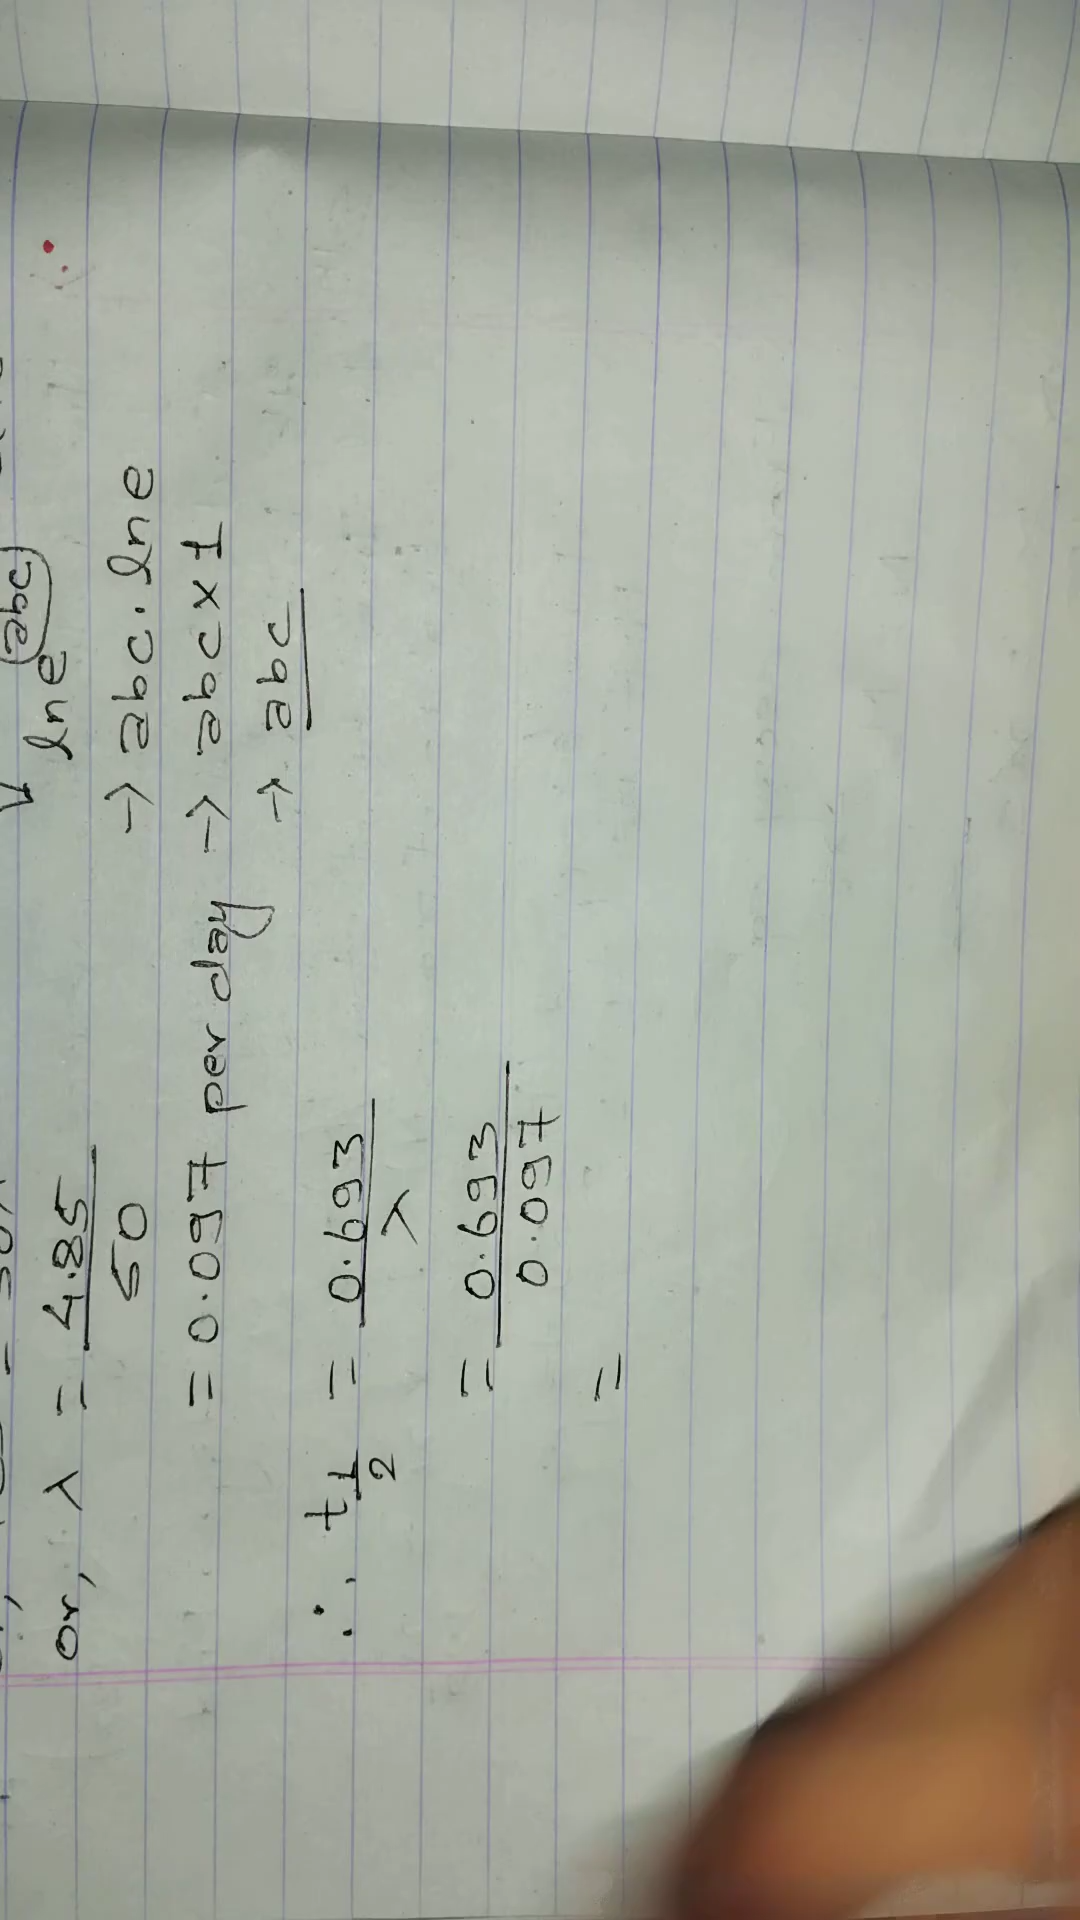 ln e (abc)
or, λ = 4.85 / 50
→ abc. ln e
= 0.097 per day → abc x 1
→ abc
∴, t 1/2 = 0.693 / λ
= 0.693 / 0.097
=